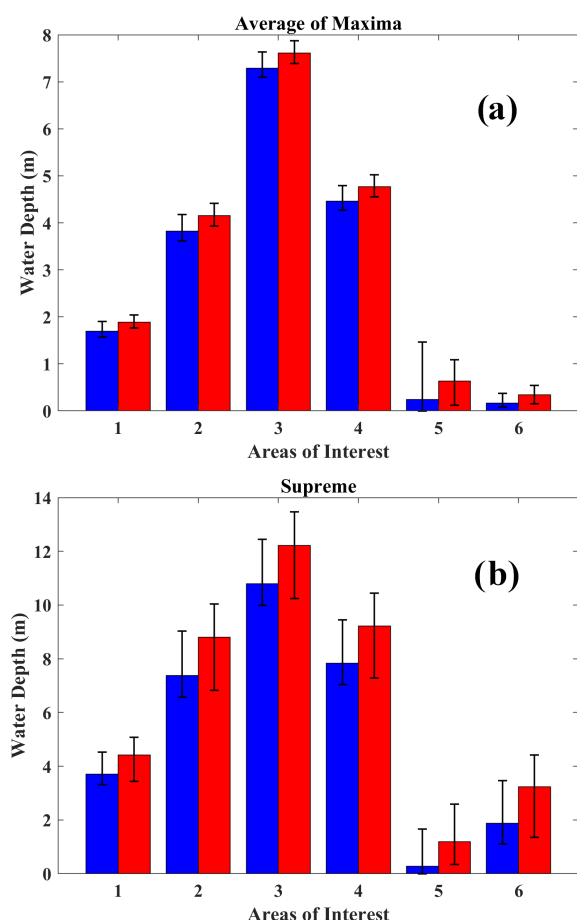 Average of Maxima
8
7
6
5
4
3
2
1
0
Water Depth (m)
(a)
1 2 3 4 5 6
Areas of Interest
Supreme
14
12
10
8
6
4
2
0
Water Depth (m)
(b)
1 2 3 4 5 6
Areas of Interest